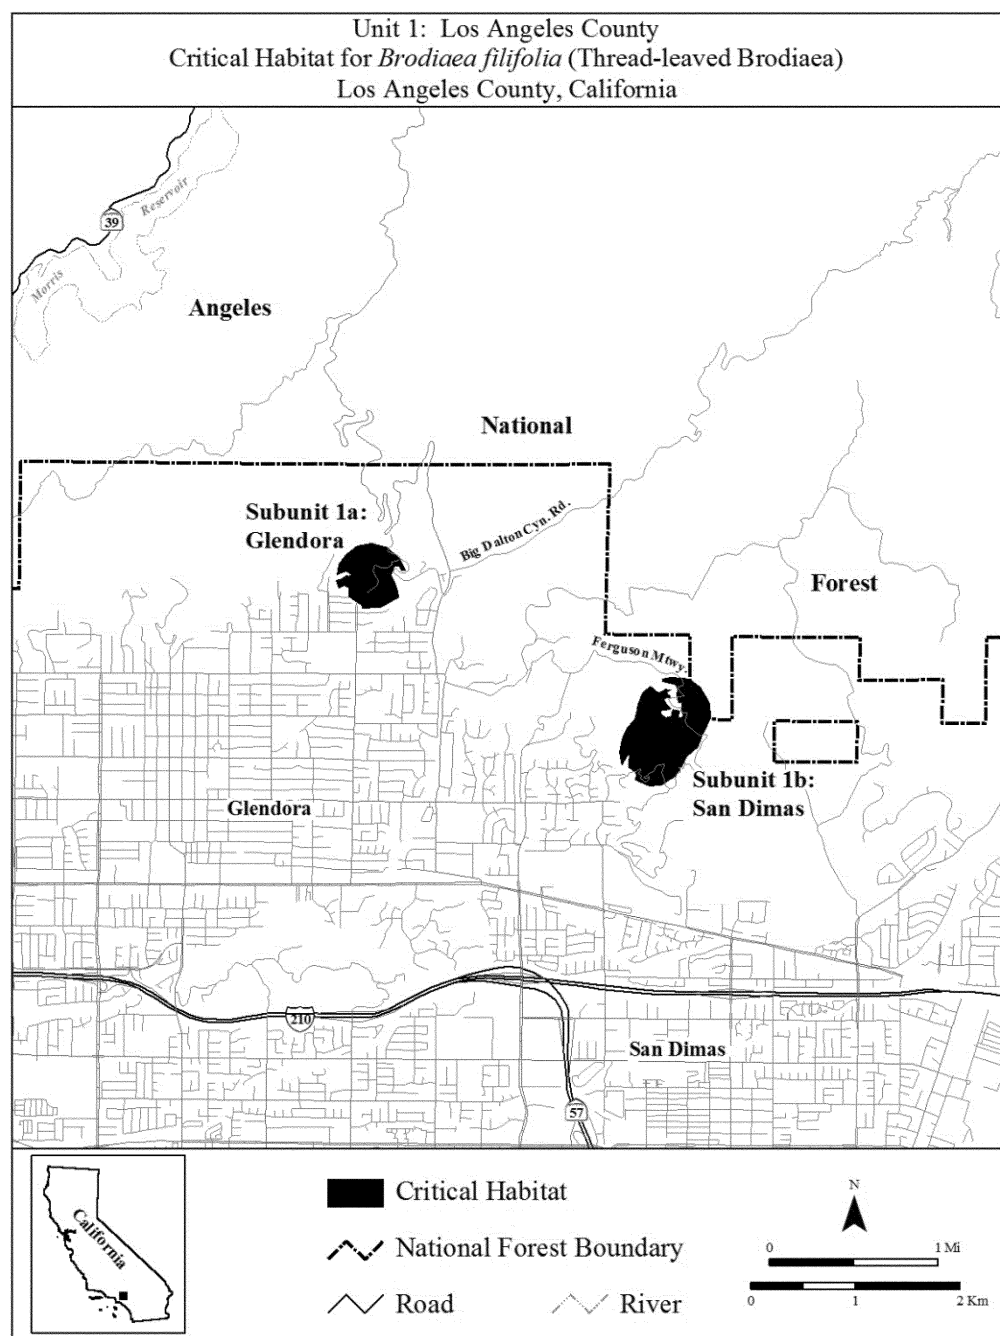 Unit 1: Los Angeles County
Critical Habitat for Brodiaea filifolia (Thread-leaved Brodiaea)
Los Angeles County, California
Reservoir
39
Morris
Angeles
National
Subunit 1a:
Glendora
Big Dalton Cyn. Rd.
Forest
Ferguson Mtwy.
Subunit 1b:
San Dimas
Glendora
210
San Dimas
57
California
Critical Habitat
National Forest Boundary
Road
River
N
0 1 Mi
0 1 2 Km